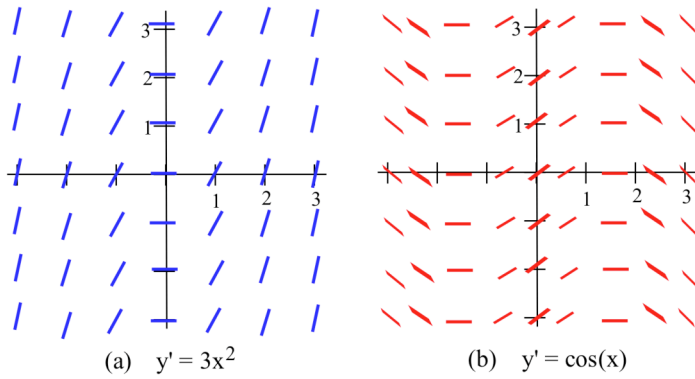 3
2
1
1 2 3
(a) y' = 3x²
3
2
1
1 2 3
(b) y' = cos(x)